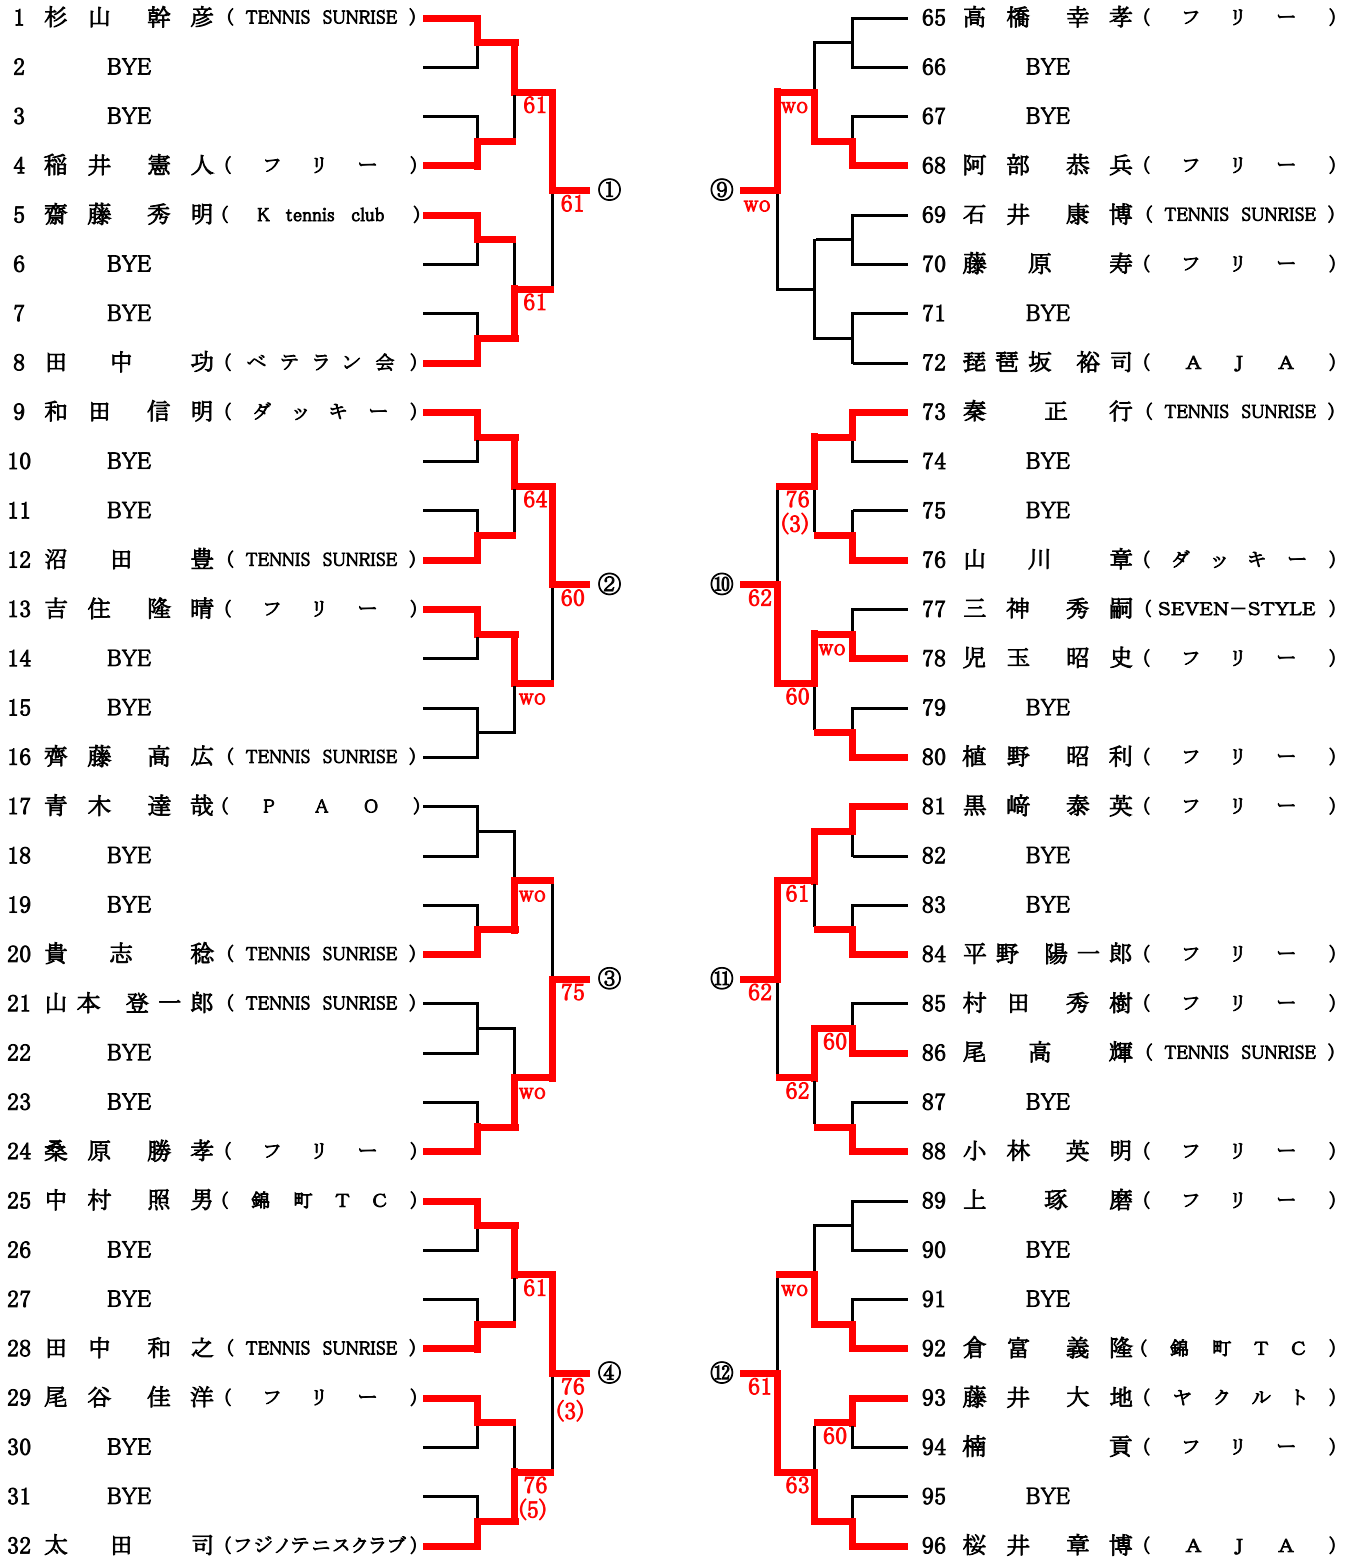 1 杉山 幹彦 ( TENNIS SUNRISE )
2 BYE
61
3 BYE
4 稲井 憲人 ( フリー )
① 61
5 齋藤 秀明 ( K tennis club )
6 BYE
61
7 BYE
8 田中 功 ( ベテラン会 )
9 和田 信明 ( ダッキー )
10 BYE
64
11 BYE
12 沼田 豊 ( TENNIS SUNRISE )
② 60
13 吉住 隆晴 ( フリー )
14 BYE
wo
15 BYE
16 齊藤 高広 ( TENNIS SUNRISE )
17 青木 達哉 ( PAO )
18 BYE
wo
19 BYE
20 貴志 稔 ( TENNIS SUNRISE )
③ 75
21 山本 登一郎 ( TENNIS SUNRISE )
22 BYE
wo
23 BYE
24 桑原 勝孝 ( フリー )
25 中村 照男 ( 錦町TC )
26 BYE
61
27 BYE
28 田中 和之 ( TENNIS SUNRISE )
④ 76 (3)
29 尾谷 佳洋 ( フリー )
30 BYE
76 (5)
31 BYE
32 太田 司 (フジノテニスクラブ)
65 高橋 幸孝 ( フリー )
66 BYE
wo
67 BYE
68 阿部 恭兵 ( フリー )
⑨ wo
69 石井 康博 ( TENNIS SUNRISE )
70 藤原 寿 ( フリー )
71 BYE
72 琵琶坂 裕司 ( AJA )
73 秦 正行 ( TENNIS SUNRISE )
74 BYE
76 (3)
75 BYE
76 山川 章 ( ダッキー )
⑩ 62
77 三神 秀嗣 (SEVEN−STYLE )
wo
78 児玉 昭史 ( フリー )
60
79 BYE
80 植野 昭利 ( フリー )
81 黒﨑 泰英 ( フリー )
82 BYE
61
83 BYE
84 平野 陽一郎 ( フリー )
⑪ 62
85 村田 秀樹 ( フリー )
60
86 尾高 輝 ( TENNIS SUNRISE )
62
87 BYE
88 小林 英明 ( フリー )
89 上 琢磨 ( フリー )
90 BYE
wo
91 BYE
92 倉富 義隆 ( 錦町TC )
⑫ 61
93 藤井 大地 ( ヤクルト )
60
94 楠 貢 ( フリー )
63
95 BYE
96 桜井 章博 ( AJA )